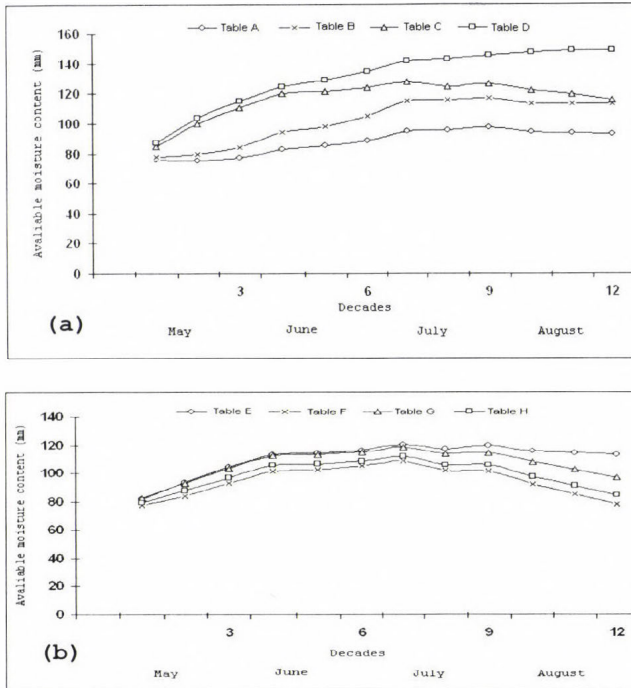 Table A Table B Table C Table D
Avaliable moisture content (mm)
160
140
120
100
80
60
40
20
0
3 6 9 12
Decades
(a)
May June July August
Table E Table F Table G Table H
Avaliable moisture content (mm)
140
120
100
80
60
40
20
0
3 6 9 12
Decades
(b)
May June July August